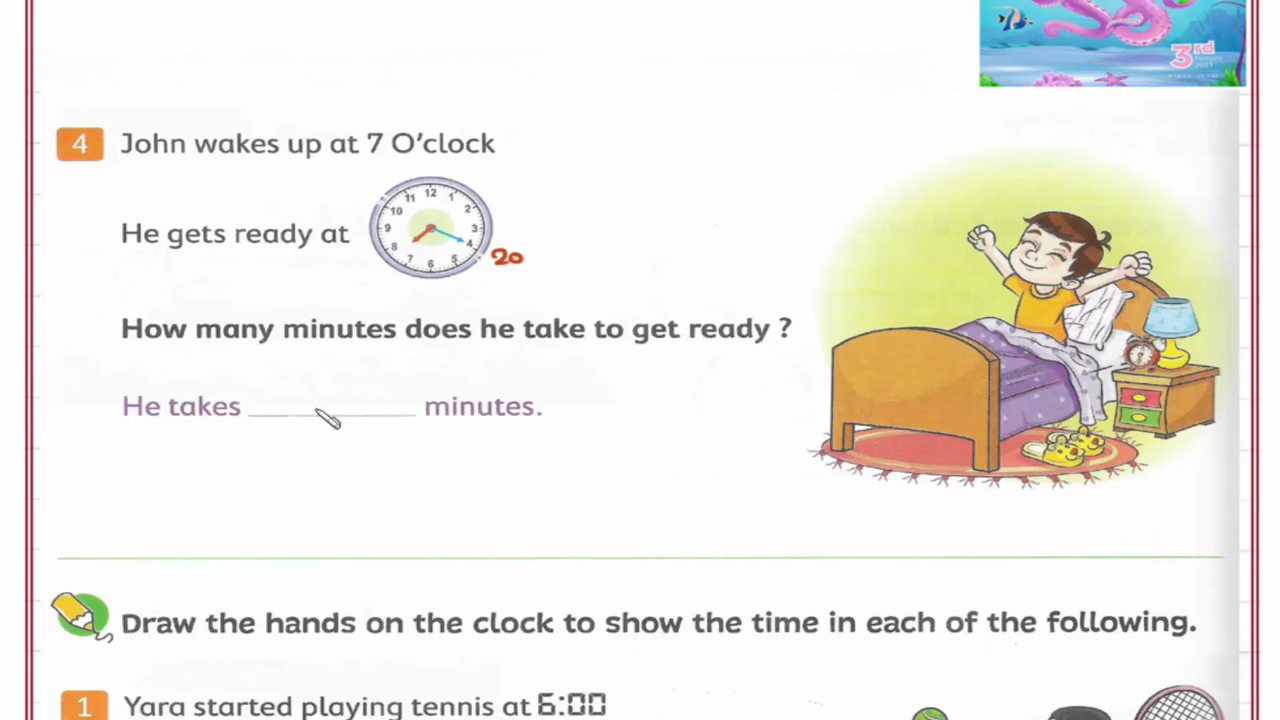 3rd
4 John wakes up at 7 O'clock
12
11 1
10 2
9 3
8 4
7 5
6
He gets ready at
20
How many minutes does he take to get ready ?
He takes ________ minutes.
Draw the hands on the clock to show the time in each of the following.
1 Yara started playing tennis at 6:00